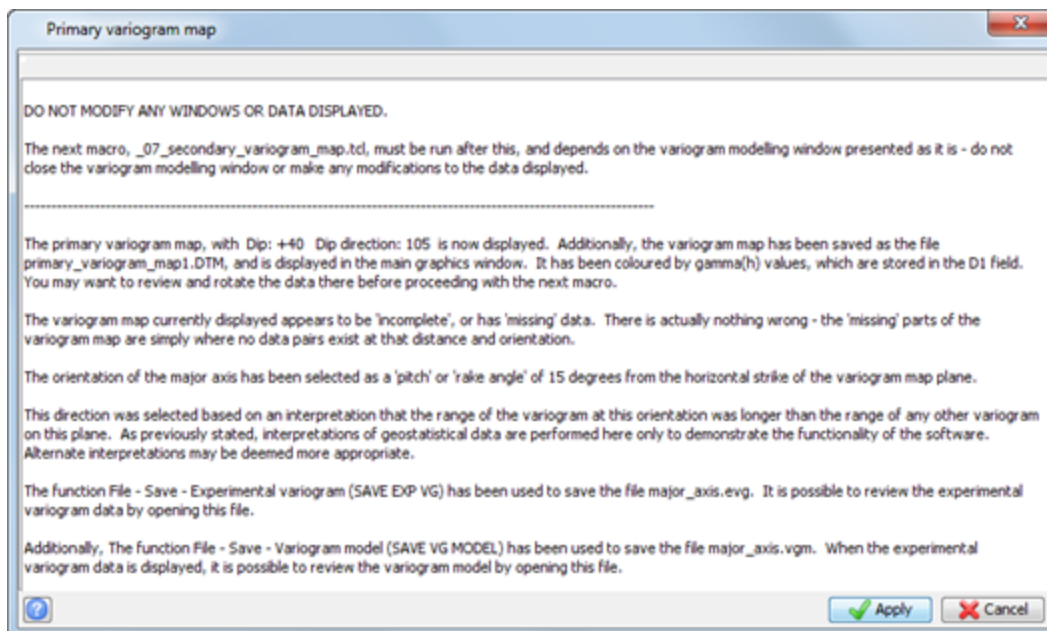 Primary variogram map
DO NOT MODIFY ANY WINDOWS OR DATA DISPLAYED.
The next macro, _07_secondary_variogram_map.tcl, must be run after this, and depends on the variogram modelling window presented as it is - do not
close the variogram modelling window or make any modifications to the data displayed.
------------------------------------------------------------------------------------------------------------------------
The primary variogram map, with Dip: +40 Dip direction: 105 is now displayed. Additionally, the variogram map has been saved as the file
primary_variogram_map1.DTM, and is displayed in the main graphics window. It has been coloured by gamma(h) values, which are stored in the D1 field.
You may want to review and rotate the data there before proceeding with the next macro.
The variogram map currently displayed appears to be 'incomplete', or has 'missing' data. There is actually nothing wrong - the 'missing' parts of the
variogram map are simply where no data pairs exist at that distance and orientation.
The orientation of the major axis has been selected as a 'pitch' or 'rake angle' of 15 degrees from the horizontal strike of the variogram map plane.
This direction was selected based on an interpretation that the range of the variogram at this orientation was longer than the range of any other variogram
on this plane. As previously stated, interpretations of geostatistical data are performed here only to demonstrate the functionality of the software.
Alternate interpretations may be deemed more appropriate.
The function File - Save - Experimental variogram (SAVE EXP VG) has been used to save the file major_axis.evg. It is possible to review the experimental
variogram data by opening this file.
Additionally, The function File - Save - Variogram model (SAVE VG MODEL) has been used to save the file major_axis.vgm. When the experimental
variogram data is displayed, it is possible to review the variogram model by opening this file.
Apply Cancel